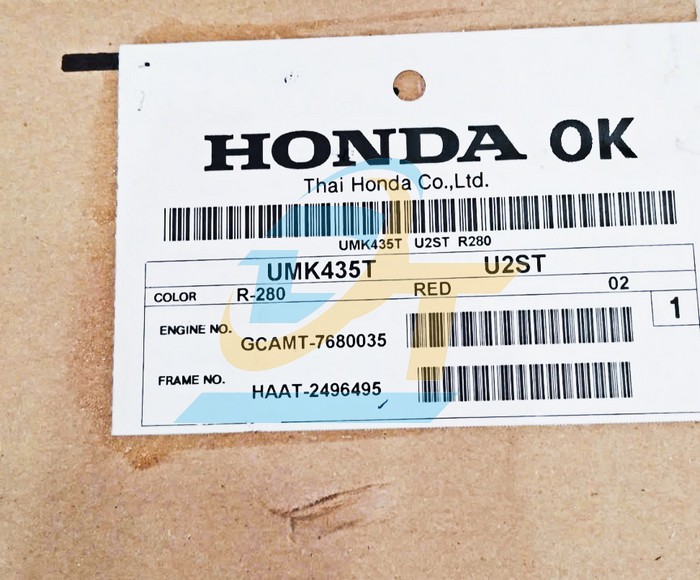 HONDA OK
Thai Honda Co.,Ltd.
UMK435T U2ST R280
UMK435T U2ST
COLOR R-280 RED 02
1
ENGINE NO. GCAMT-7680035
FRAME NO. HAAT-2496495